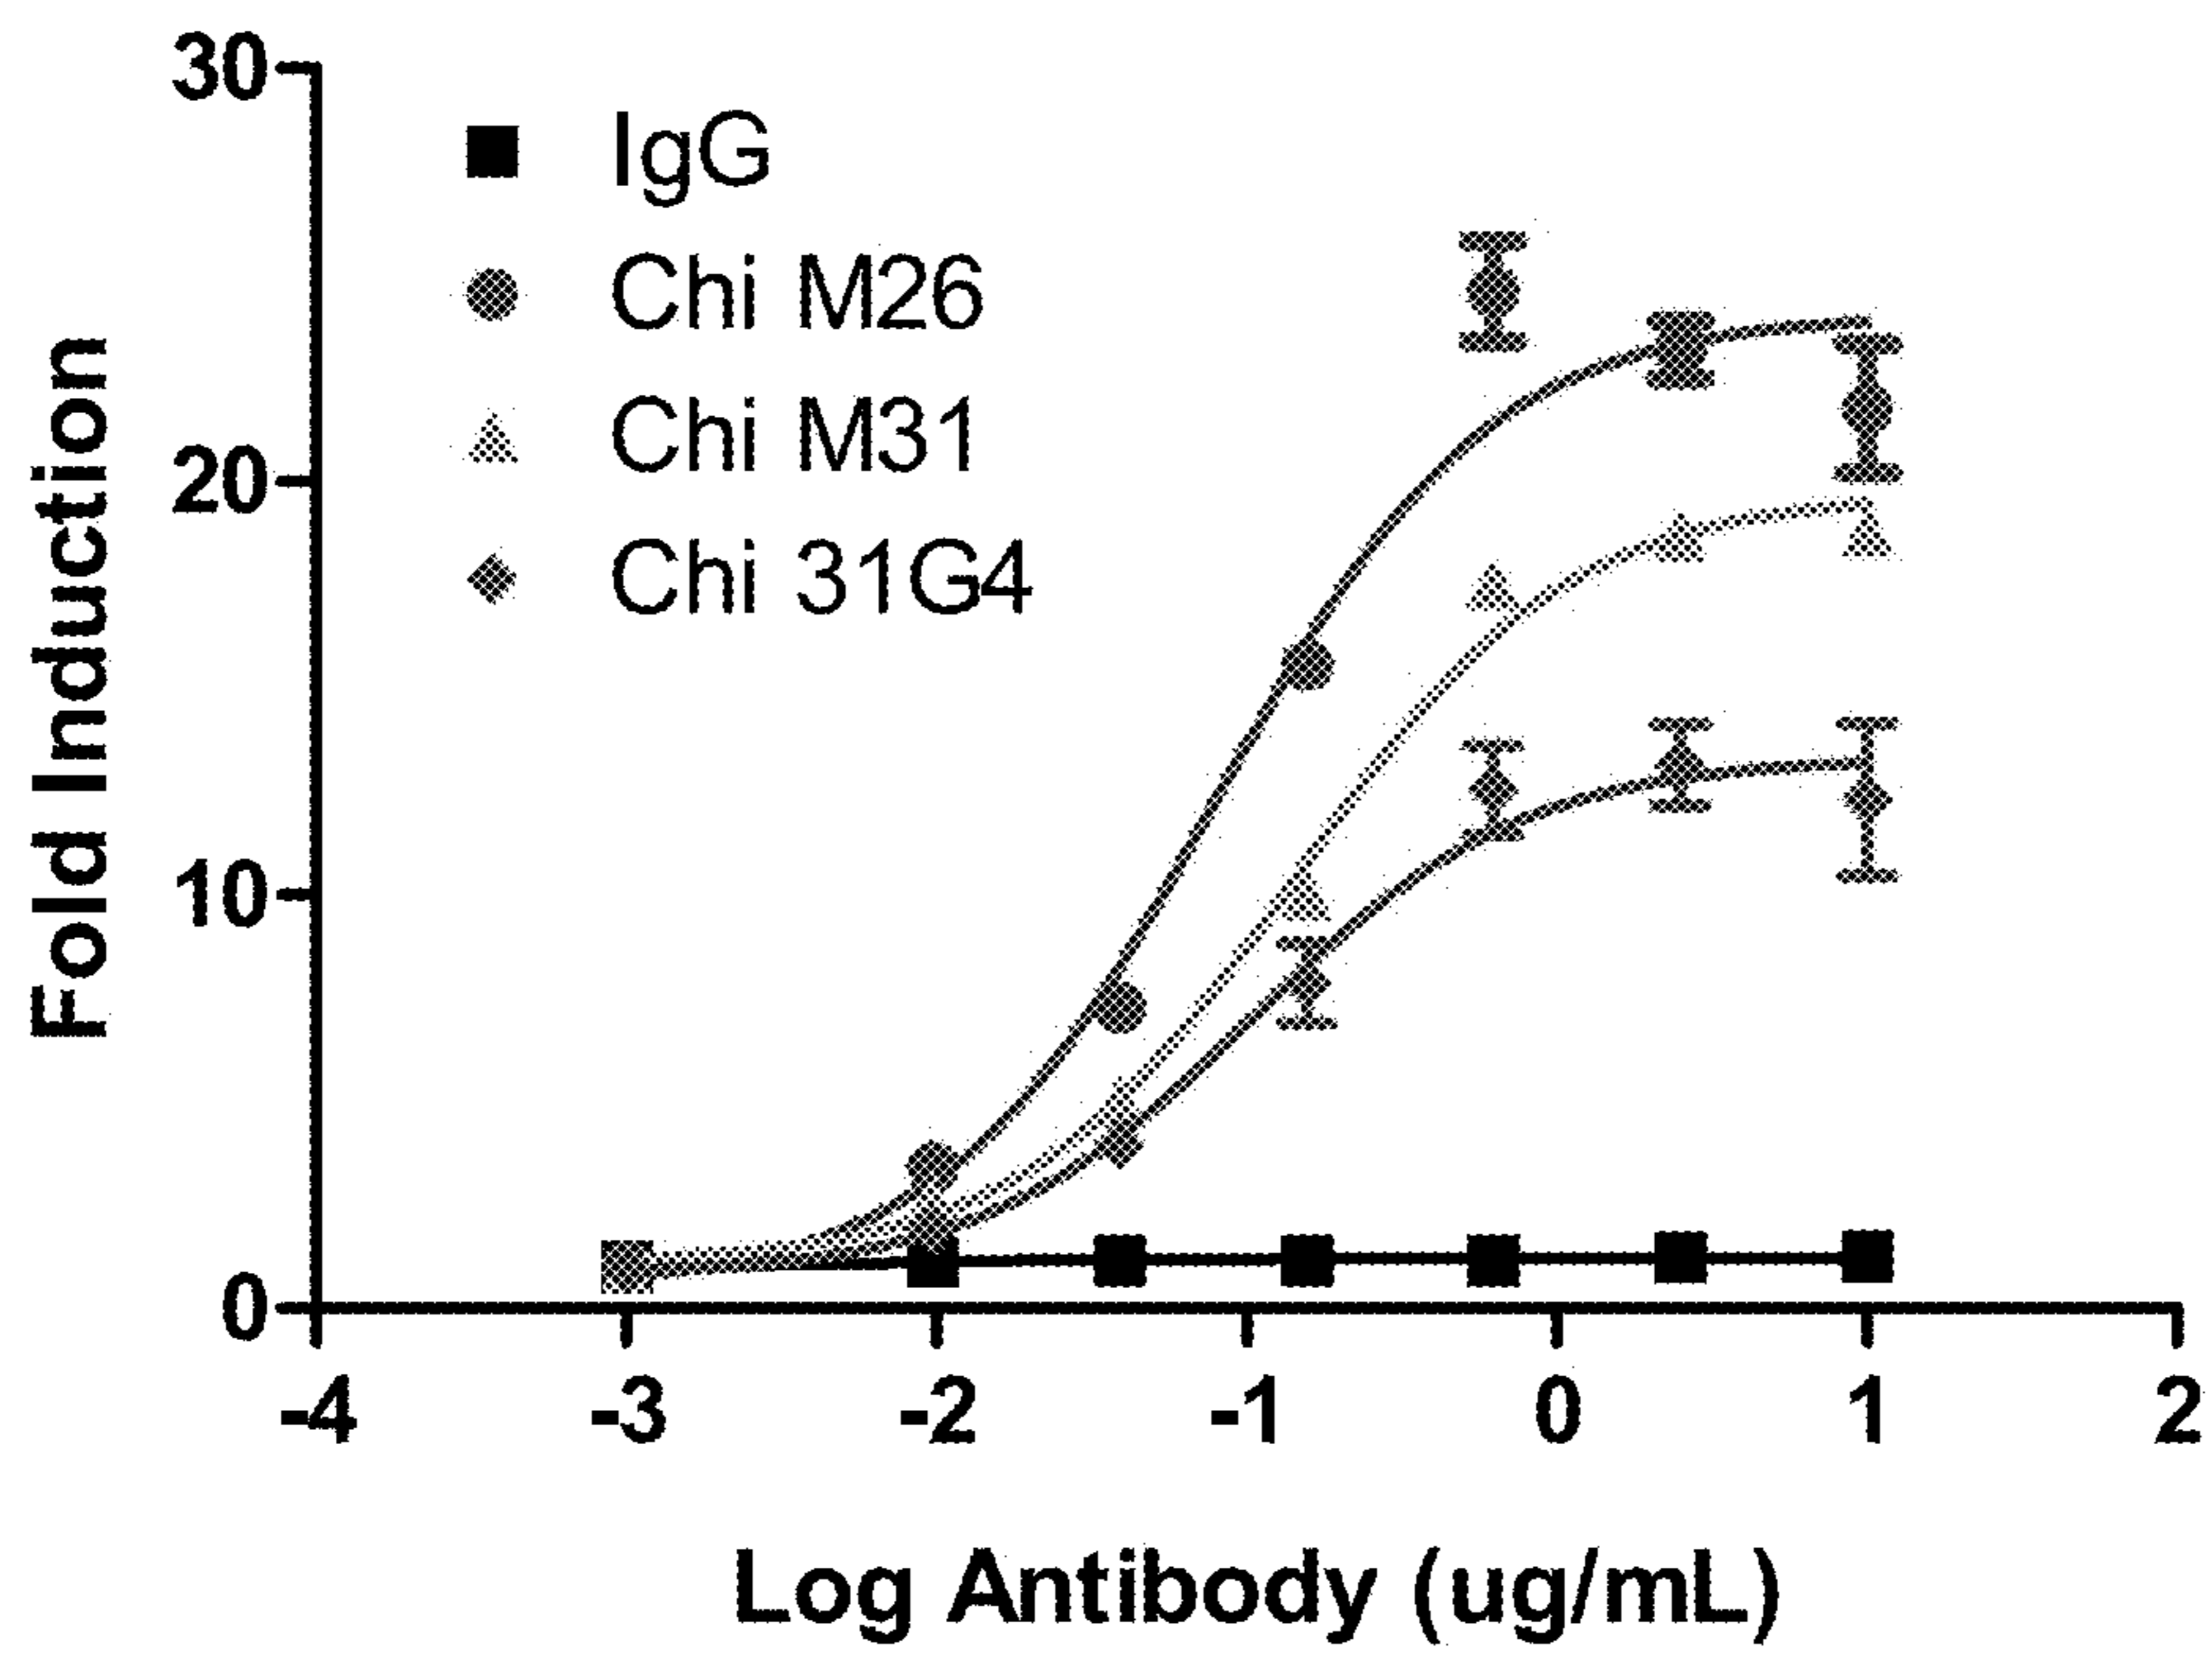 30
20
10
0
Fold Induction
IgG
Chi M26
Chi M31
Chi 31G4
-4 -3 -2 -1 0 1 2
Log Antibody (ug/mL)